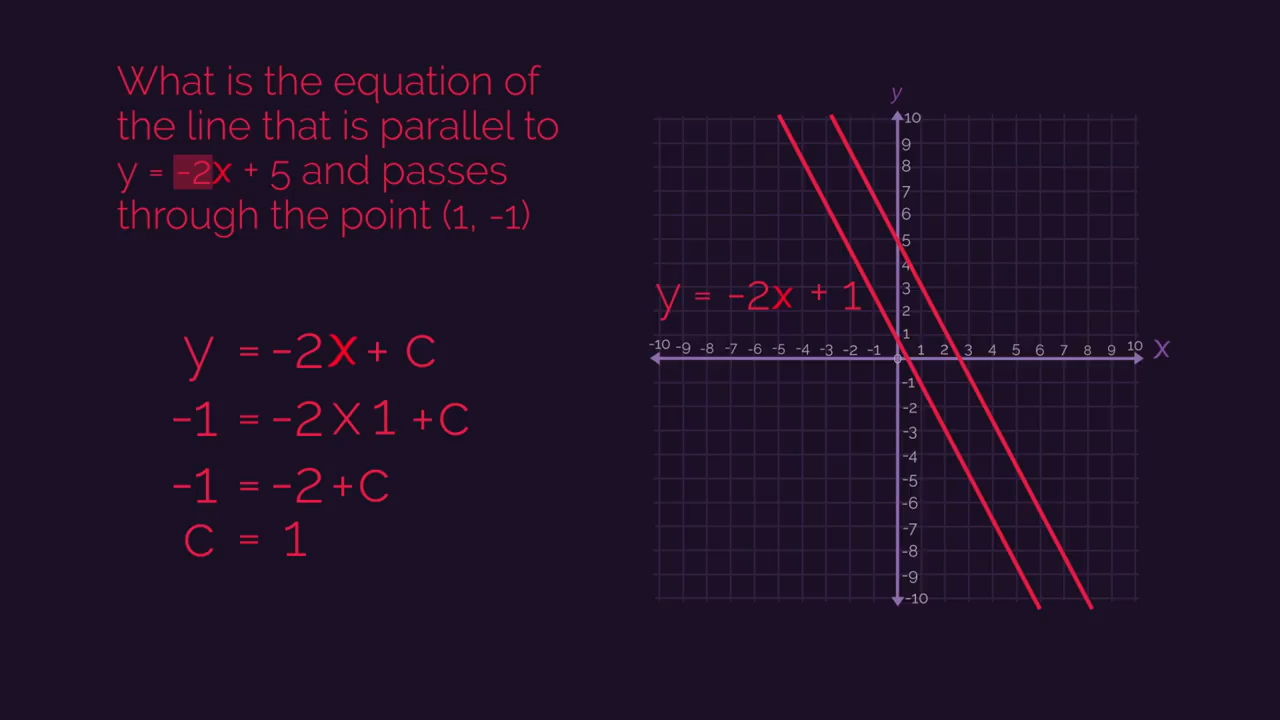 What is the equation of
the line that is parallel to
y = -2x + 5 and passes
through the point (1, -1)
y = -2x + C
-1 = -2 X 1 + C
-1 = -2 + C
C = 1
y
10
9
8
7
6
5
4
3
2
1
y = -2x + 1
-10 -9 -8 -7 -6 -5 -4 -3 -2 -1 0 1 2 3 4 5 6 7 8 9 10 x
-1
-2
-3
-4
-5
-6
-7
-8
-9
-10